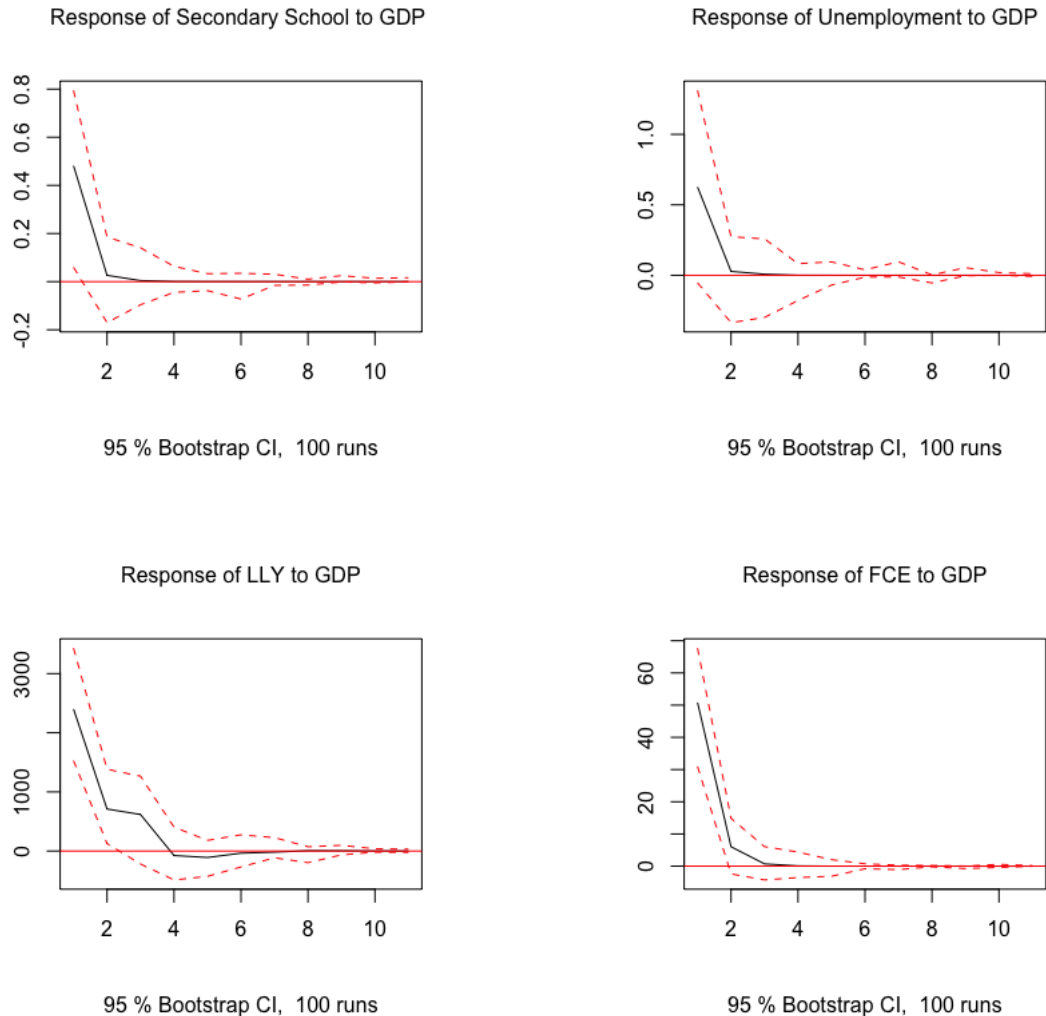 Response of Secondary School to GDP
0.8
0.6
0.4
0.2
-0.2
2 4 6 8 10
95 % Bootstrap CI, 100 runs
Response of Unemployment to GDP
1.0
0.5
0.0
2 4 6 8 10
95 % Bootstrap CI, 100 runs
Response of LLY to GDP
3000
1000
0
2 4 6 8 10
95 % Bootstrap CI, 100 runs
Response of FCE to GDP
60
40
20
0
2 4 6 8 10
95 % Bootstrap CI, 100 runs